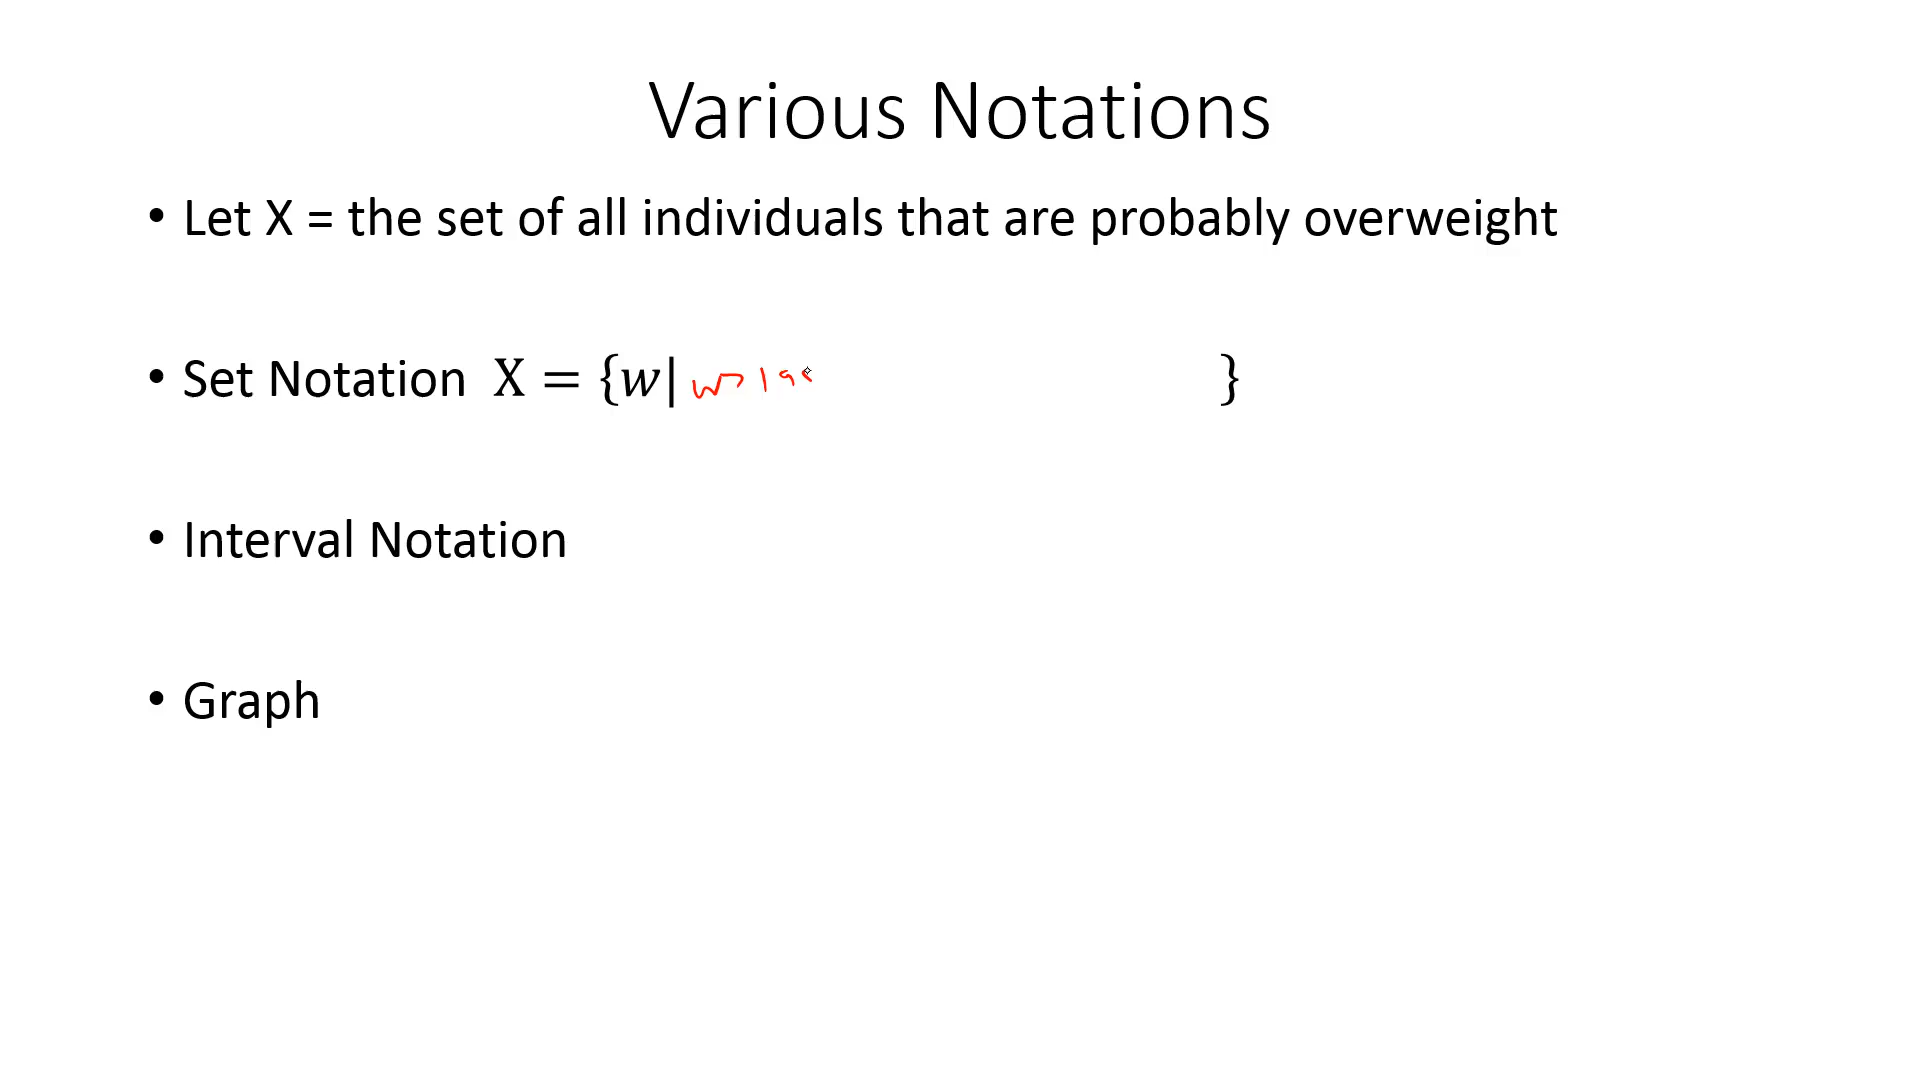 Various Notations
• Let X = the set of all individuals that are probably overweight
• Set Notation X = {w| w > 19 }
• Interval Notation
• Graph